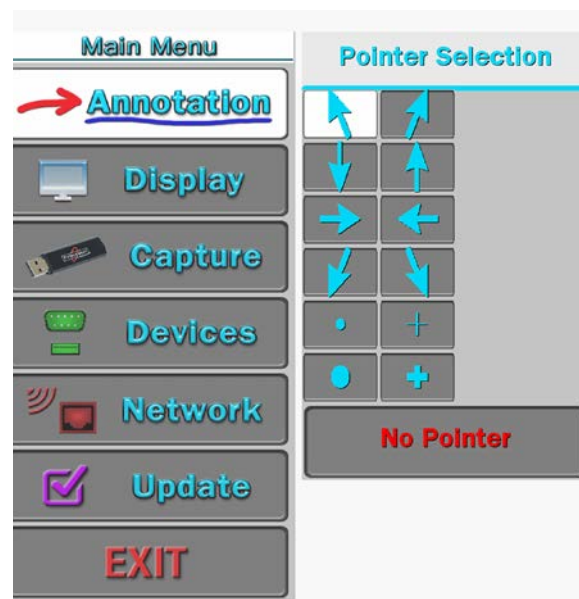 Main Menu
Annotation
Display
Capture
Devices
Network
Update
EXIT
Pointer Selection
No Pointer